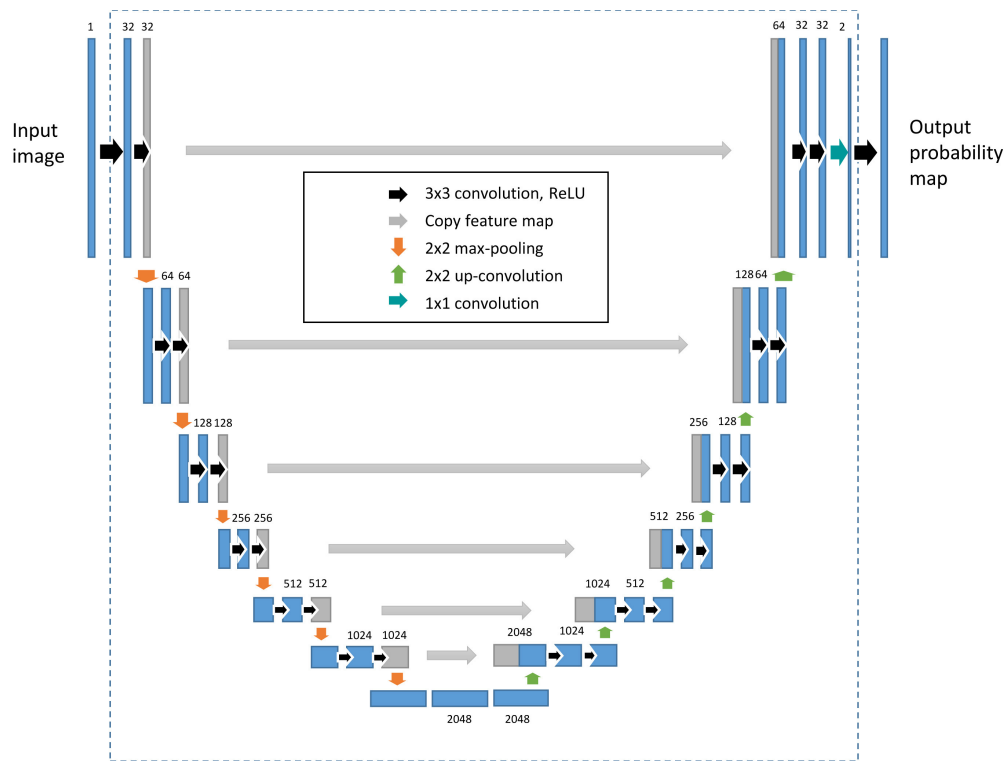 1
32
32
64
32
32
2
Input
image
Output
probability
map
3x3 convolution, ReLU
Copy feature map
2x2 max-pooling
2x2 up-convolution
1x1 convolution
64
64
128
64
128
128
256
128
256
256
512
256
512
512
1024
512
1024
1024
2048
1024
2048
2048